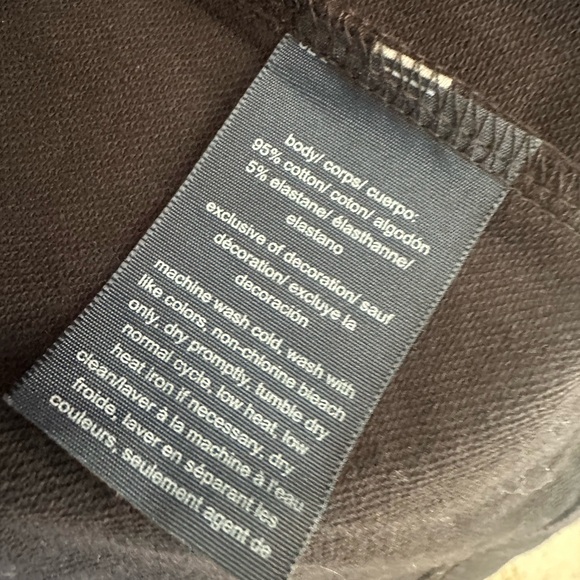 body/ corps/ cuerpo:
95% cotton/ coton/ algodón
5% elastane/ élasthanne/
elastano
exclusive of decoration/ sauf
décoration/ excluye la
decoración
machine wash cold, wash with
like colors, non-chlorine bleach
only, dry promptly, tumble dry
normal cycle, low heat, low
heat iron if necessary, dry
clean/laver à la machine à l'eau
froide, laver en séparant les
couleurs, seulement agent de